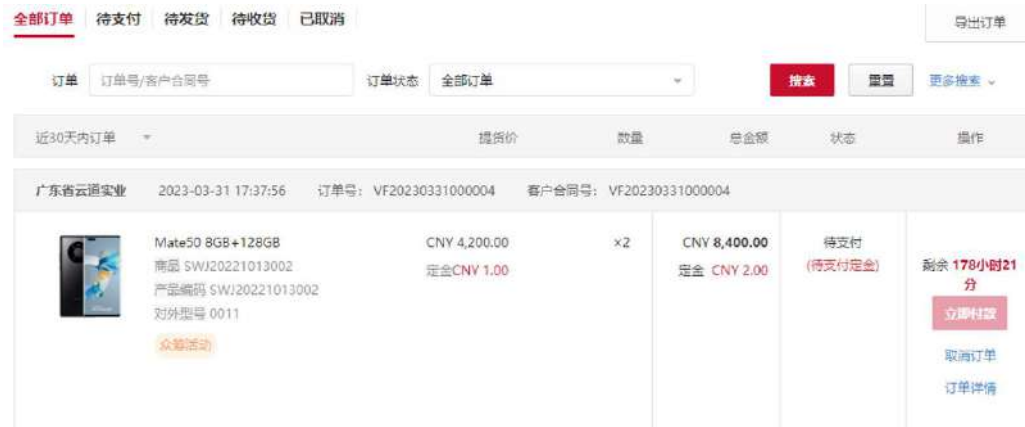 全部订单 待支付 待发货 待收货 已取消 导出订单
订单 订单号/客户合同号 订单状态 全部订单 搜索 重置 更多搜索
近30天内订单 提货价 数量 总金额 状态 操作
广东省云道实业 2023-03-31 17:37:56 订单号: VF20230331000004 客户合同号: VF20230331000004
Mate50 8GB+128GB CNY 4,200.00 ×2 CNY 8,400.00 待支付
商品 SWJ20221013002 定金CNY 1.00 定金 CNY 2.00 (待支付定金) 剩余 178小时21
产品编码 SWJ20221013002 分
对外型号 0011 立即付款
众筹活动
取消订单
订单详情